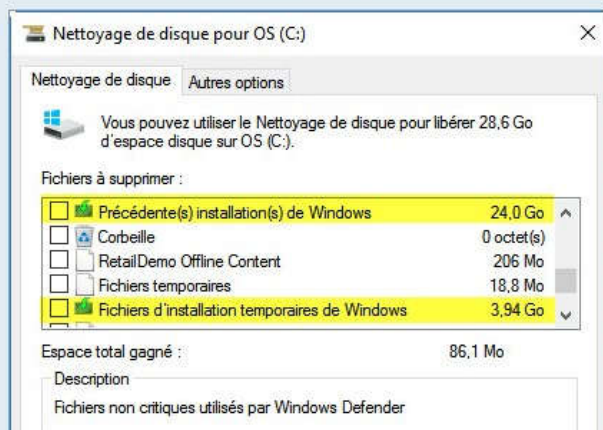 Nettoyage de disque pour OS (C:)
Nettoyage de disque
Autres options
Vous pouvez utiliser le Nettoyage de disque pour libérer 28,6 Go
d'espace disque sur OS (C:).
Fichiers à supprimer :
Précédente(s) installation(s) de Windows 24,0 Go
Corbeille 0 octet(s)
RetailDemo Offline Content 206 Mo
Fichiers temporaires 18,8 Mo
Fichiers d'installation temporaires de Windows 3,94 Go
Espace total gagné : 86,1 Mo
Description
Fichiers non critiques utilisés par Windows Defender